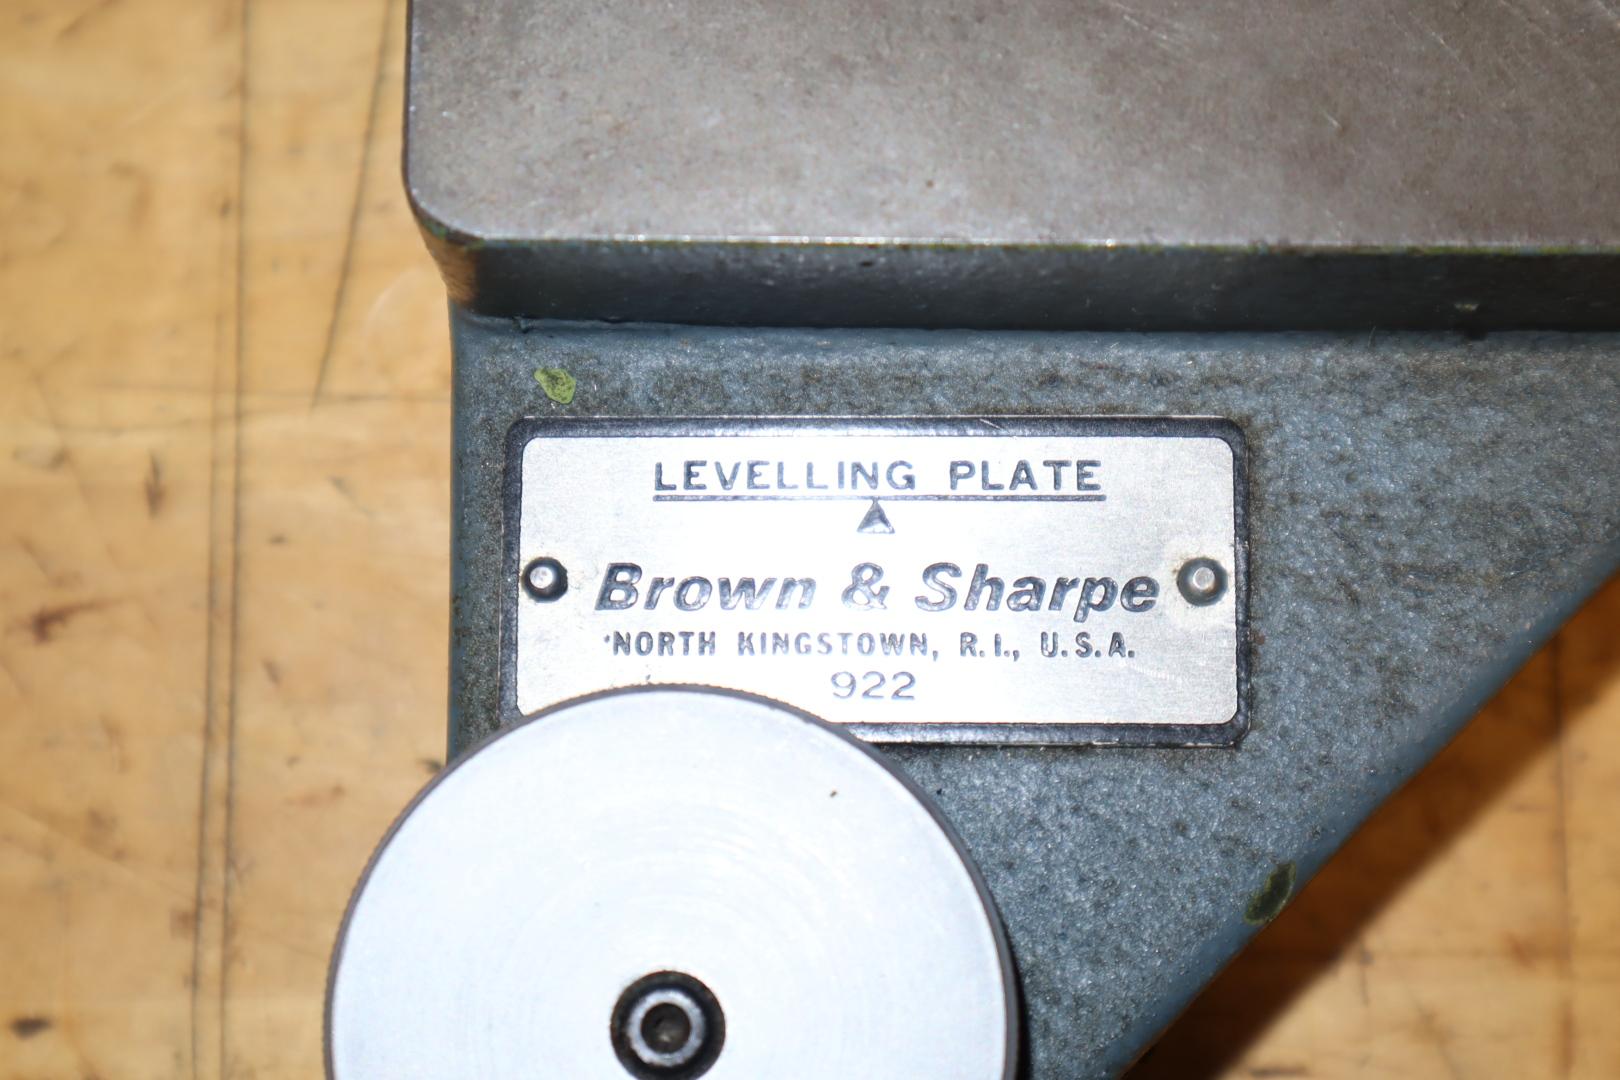 LEVELLING PLATE
Brown & Sharpe
NORTH KINGSTOWN, R.I., U.S.A.
922